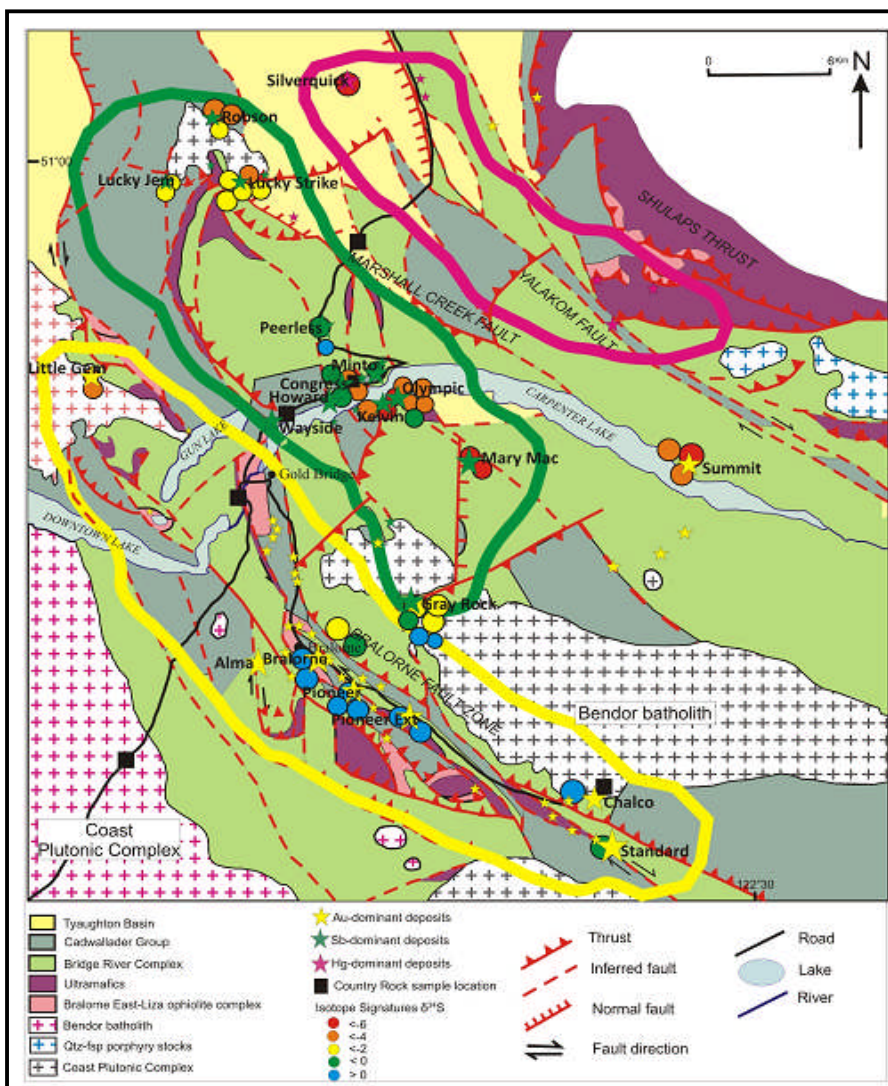 0 6Km
N
Silverquick
Robson
51°00
Lucky Jem
Lucky Strike
SHULAPS THRUST
MARSHALL CREEK FAULT
YALAKOM FAULT
Peerless
Minto
Little Gem
Congress
Olympic
Howard
CARPENTER LAKE
Kelvin
Wayside
GUN LAKE
Mary Mac
Summit
Gold Bridge
DOWNTOWN LAKE
Gray Rock
BRALORNE FAULT ZONE
Bralorne
Alma
Bralorne
Pioneer
Bendor batholith
Pioneer Ext
Chalco
Coast
Plutonic Complex
Standard
122°30
Tyaughton Basin
Cadwallader Group
Bridge River Complex
Ultramafics
Bralorne East-Liza ophiolite complex
Bendor batholith
Qtz-fsp porphyry stocks
Coast Plutonic Complex
Au-dominant deposits
Sb-dominant deposits
Hg-dominant deposits
Country Rock sample location
Isotope Signatures δ³⁴S
<-6
<-4
<-2
< 0
> 0
Thrust
Inferred fault
Normal fault
Fault direction
Road
Lake
River